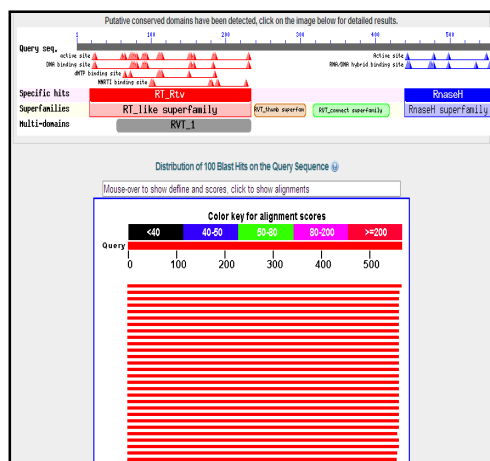 Putative conserved domains have been detected, click on the image below for detailed results.
1 100 200 300 400 500
Query seq.
active site Active site
DNA binding site RNA/DNA hybrid binding site
dNTP binding site
NNRTI binding site
Specific hits RT_Rtv RnaseH
Superfamilies RT_like superfamily RVT_thumb superfam RVT_connect superfamily RnaseH superfamily
Multi-domains RVT_1
Distribution of 100 Blast Hits on the Query Sequence
Mouse-over to show define and scores, click to show alignments
Color key for alignment scores
<40 40-50 50-80 80-200 >=200
Query
0 100 200 300 400 500